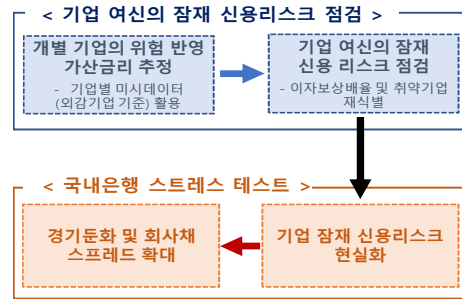 < 기업 여신의 잠재 신용리스크 점검 >
개별 기업의 위험 반영
가산금리 추정
- 기업별 미시데이터
(외감기업 기준) 활용
기업 여신의 잠재
신용 리스크 점검
- 이자보상배율 및 취약기업
재식별
< 국내은행 스트레스 테스트 >
경기둔화 및 회사채
스프레드 확대
기업 잠재 신용리스크
현실화